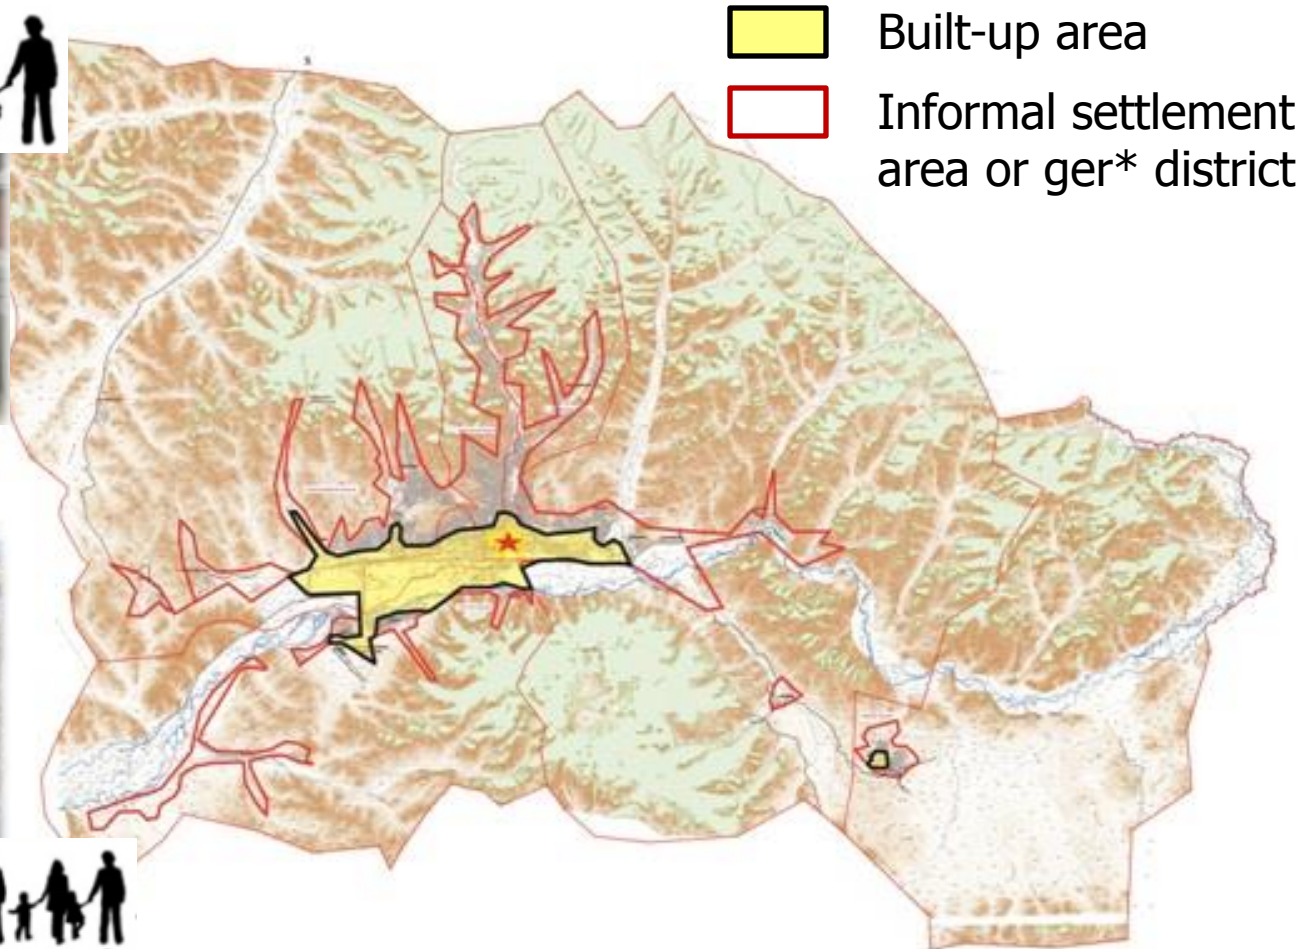 Built-up area
Informal settlement
area or ger* district